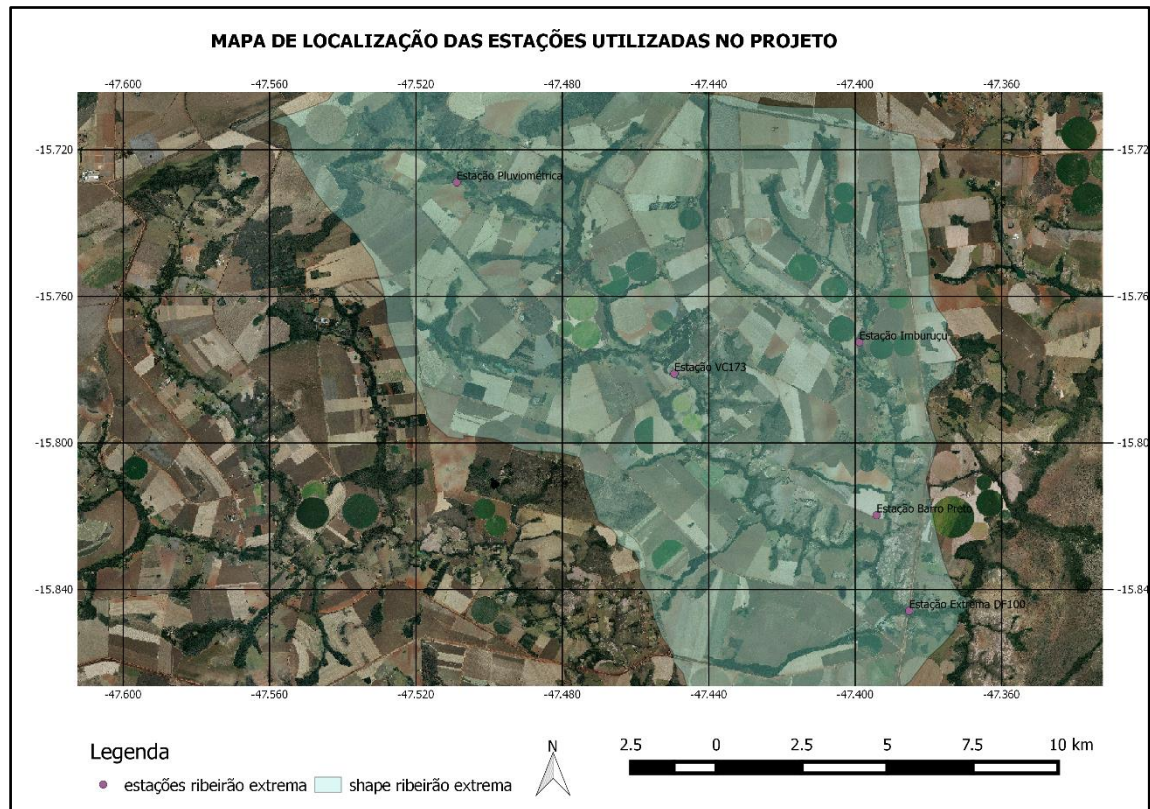 MAPA DE LOCALIZAÇÃO DAS ESTAÇÕES UTILIZADAS NO PROJETO
-47.600 -47.560 -47.520 -47.480 -47.440 -47.400 -47.360
-15.720 -15.720
Estação Pluviométrica
-15.760 -15.760
Estação Imburuçu
Estação VC173
-15.800 -15.800
Estação Barro Preto
-15.840 -15.840
Estação Extrema DF100
-47.600 -47.560 -47.520 -47.480 -47.440 -47.400 -47.360
Legenda
N
2.5 0 2.5 5 7.5 10 km
estações ribeirão extrema shape ribeirão extrema